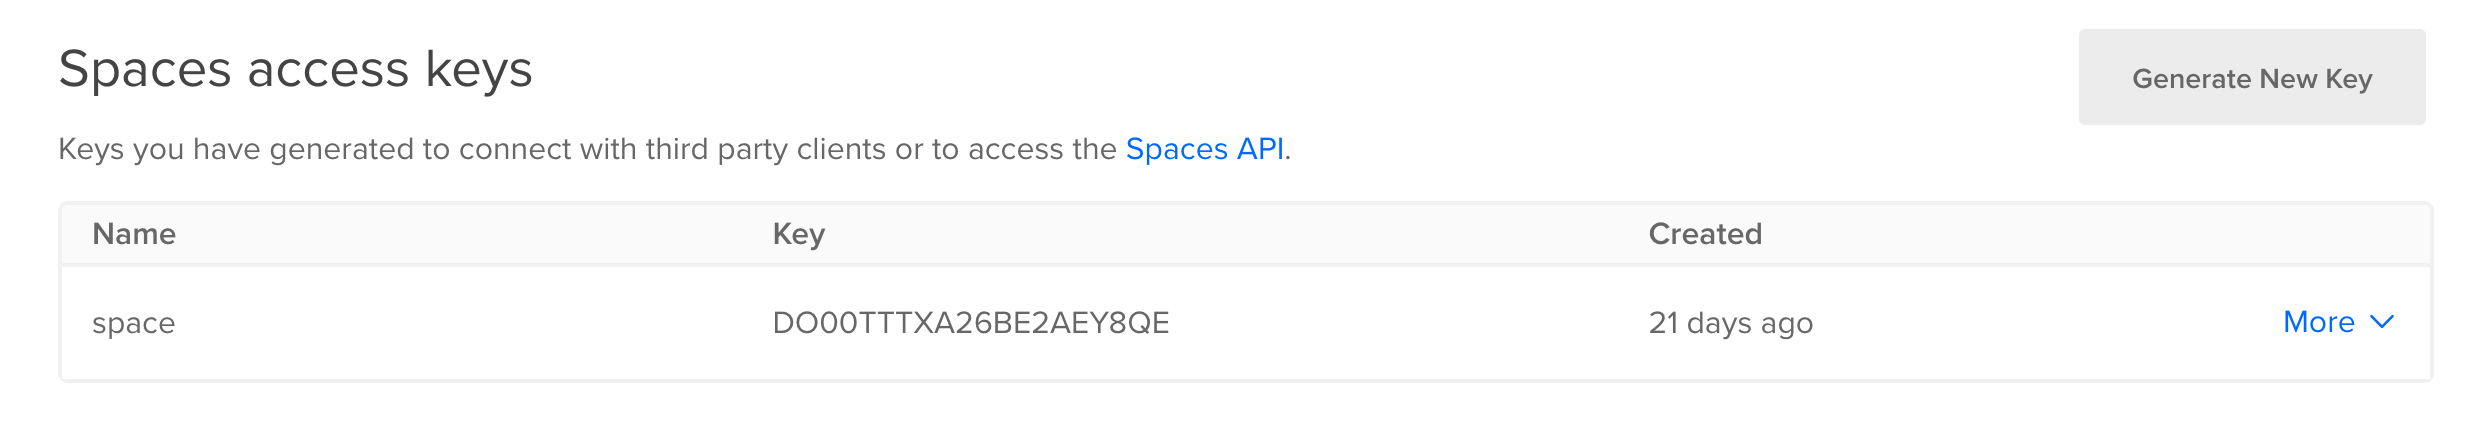 Spaces access keys
Generate New Key
Keys you have generated to connect with third party clients or to access the Spaces API.
Name Key Created
space DO00TTTXA26BE2AEY8QE 21 days ago More